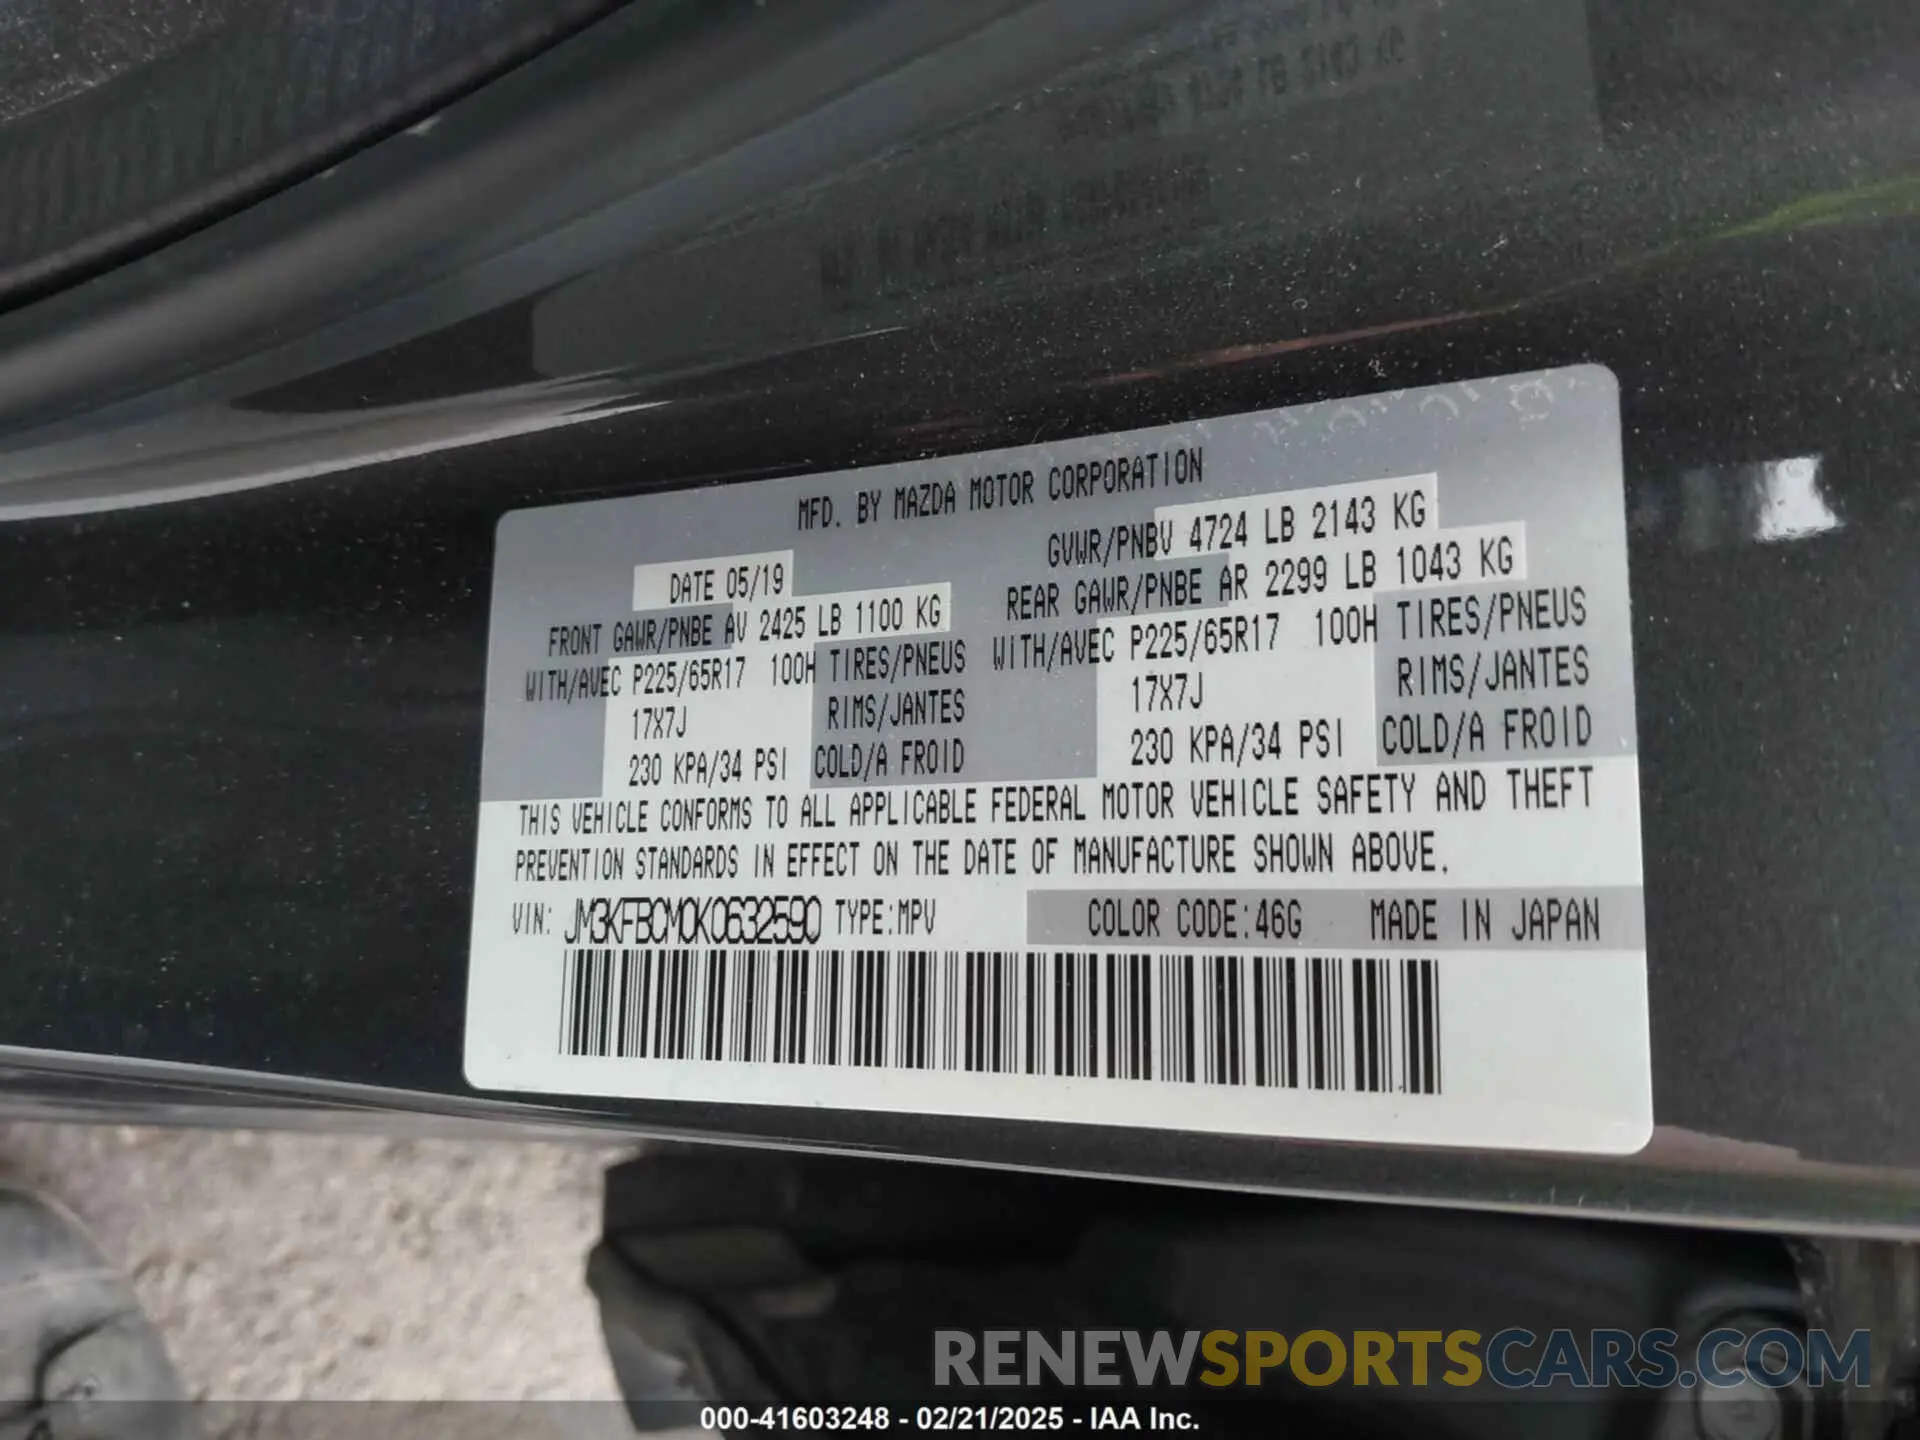 MFD. BY MAZDA MOTOR CORPORATION
DATE 05/19
GVWR/PNBV 4724 LB 2143 KG
FRONT GAWR/PNBE AV 2425 LB 1100 KG
REAR GAWR/PNBE AR 2299 LB 1043 KG
WITH/AVEC P225/65R17 100H TIRES/PNEUS
WITH/AVEC P225/65R17 100H TIRES/PNEUS
17X7J RIMS/JANTES
17X7J RIMS/JANTES
230 KPA/34 PSI COLD/A FROID
230 KPA/34 PSI COLD/A FROID
THIS VEHICLE CONFORMS TO ALL APPLICABLE FEDERAL MOTOR VEHICLE SAFETY AND THEFT
PREVENTION STANDARDS IN EFFECT ON THE DATE OF MANUFACTURE SHOWN ABOVE.
VIN: JM3KFBCM0K0632590 TYPE:MPV COLOR CODE:46G MADE IN JAPAN
RENEWSPORTSCARS.COM
000-41603248 - 02/21/2025 - IAA Inc.